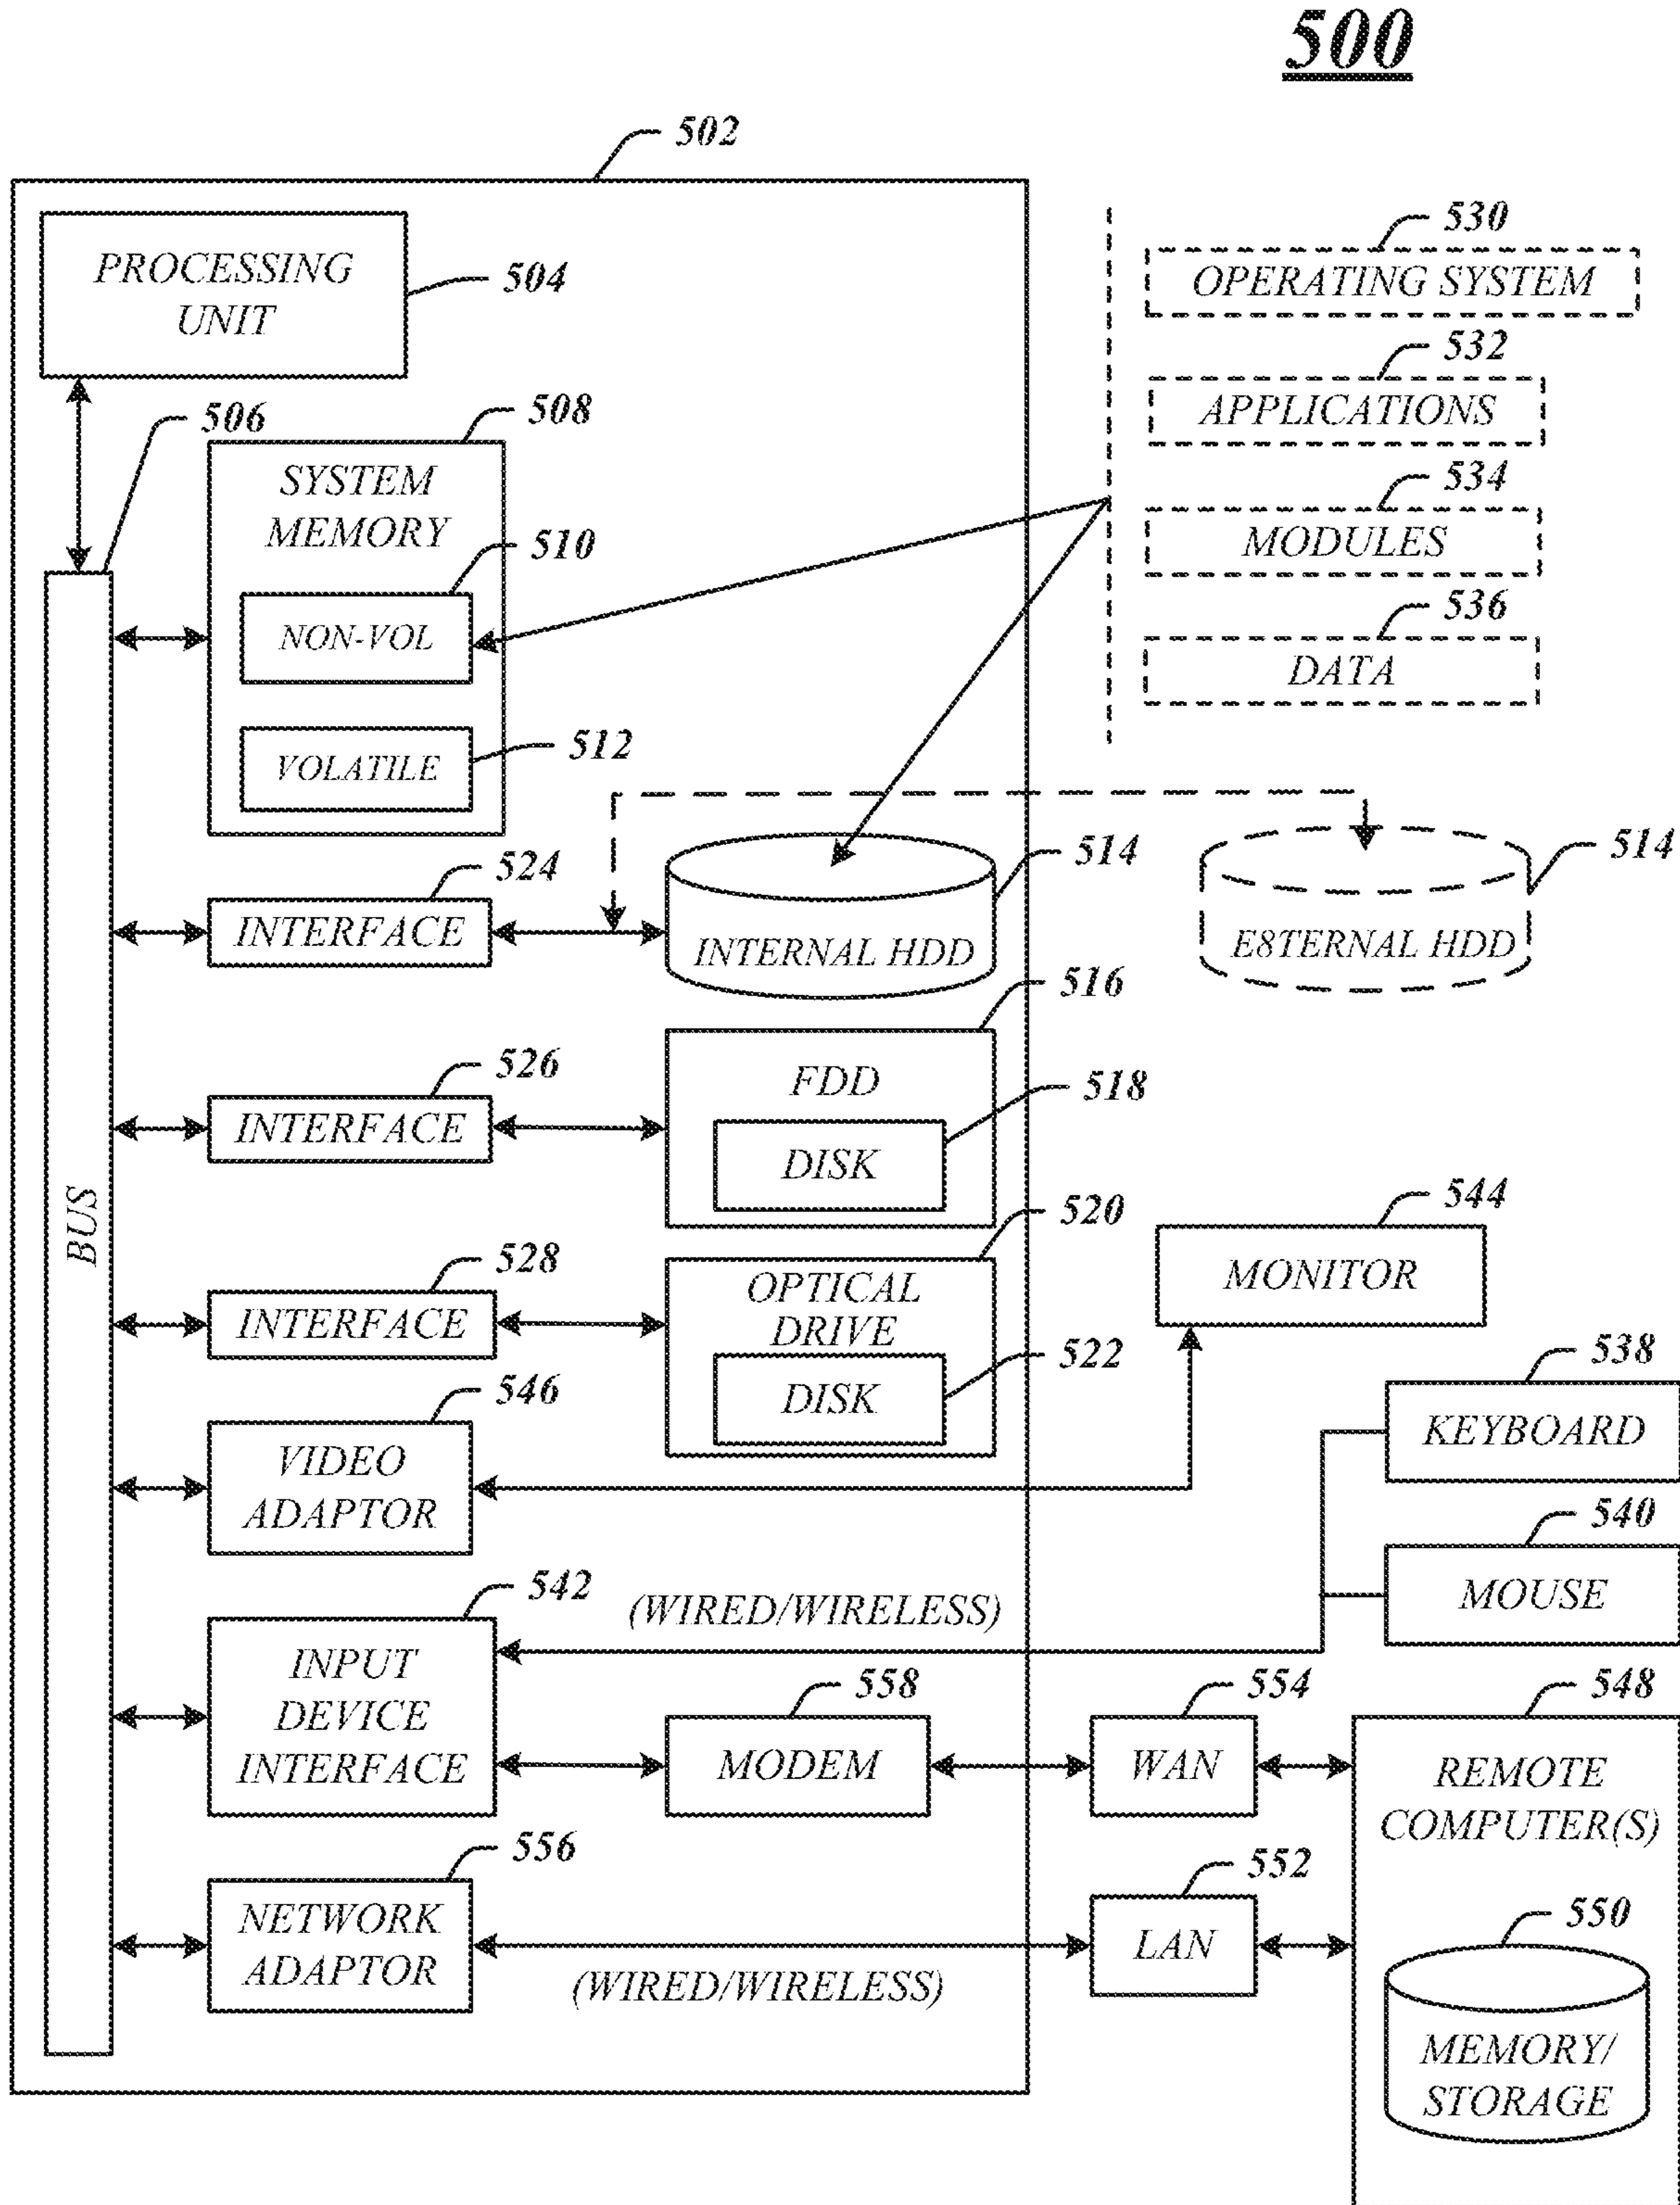 500
502
PROCESSING
UNIT
504
530
OPERATING SYSTEM
532
APPLICATIONS
534
MODULES
536
DATA
506
508
SYSTEM
MEMORY
510
NON-VOL
512
VOLATILE
BUS
524
INTERFACE
514
INTERNAL HDD
514
E8TERNAL HDD
516
526
INTERFACE
FDD
518
DISK
520
528
INTERFACE
OPTICAL
DRIVE
522
DISK
544
MONITOR
546
VIDEO
ADAPTOR
538
KEYBOARD
540
MOUSE
542
INPUT
DEVICE
INTERFACE
(WIRED/WIRELESS)
558
MODEM
554
WAN
548
REMOTE
COMPUTER(S)
556
NETWORK
ADAPTOR
(WIRED/WIRELESS)
552
LAN
550
MEMORY/
STORAGE